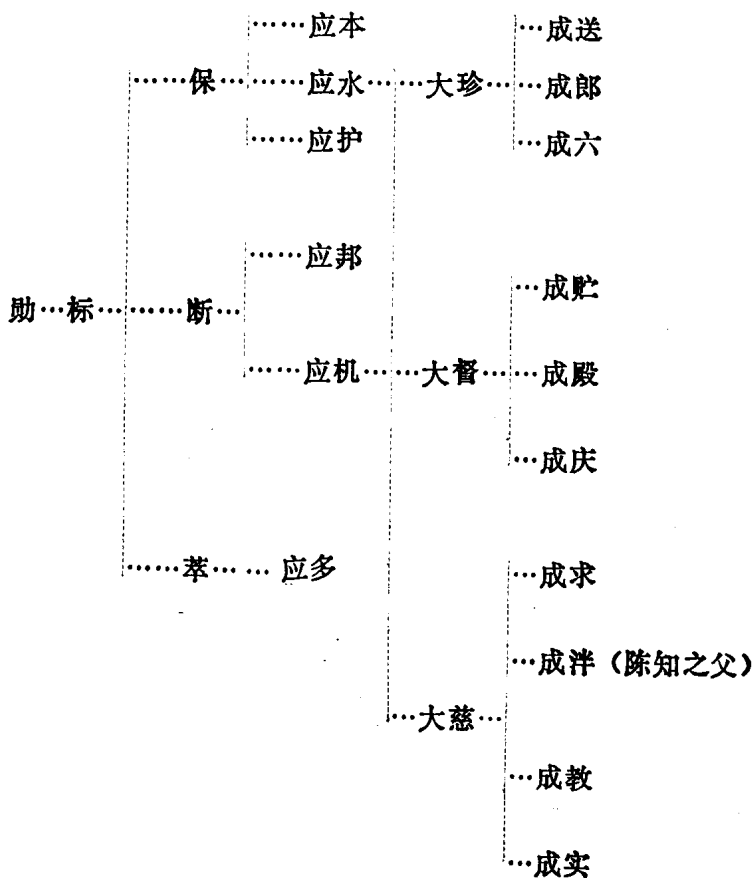 ……应本 …成送
……保………应水………大珍……成郎
……应护 …成六
……应邦
…成贮
勋…标………断…
……应机………大督……成殿
…成庆
……萃……应多
…成求
…成泮(陈知之父)
…大慈…
…成教
…成实